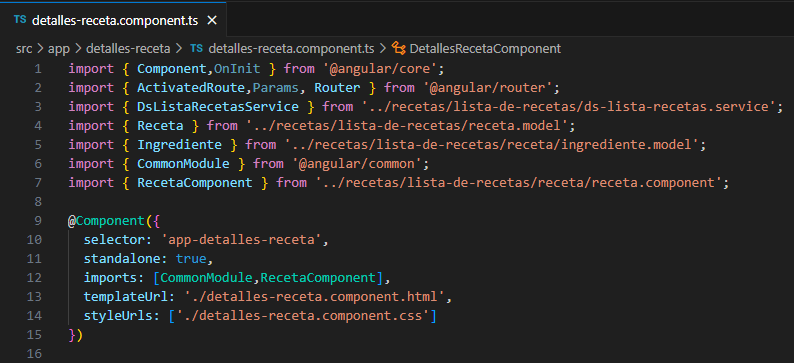 TS detalles-receta.component.ts ×
src > app > detalles-receta > TS detalles-receta.component.ts > DetallesRecetaComponent
1 import { Component,OnInit } from '@angular/core';
2 import { ActivatedRoute,Params, Router } from '@angular/router';
3 import { DsListaRecetasService } from '../recetas/lista-de-recetas/ds-lista-recetas.service';
4 import { Receta } from '../recetas/lista-de-recetas/receta.model';
5 import { Ingrediente } from '../recetas/lista-de-recetas/receta/ingrediente.model';
6 import { CommonModule } from '@angular/common';
7 import { RecetaComponent } from '../recetas/lista-de-recetas/receta/receta.component';
8
9 @Component({
10   selector: 'app-detalles-receta',
11   standalone: true,
12   imports: [CommonModule,RecetaComponent],
13   templateUrl: './detalles-receta.component.html',
14   styleUrls: ['./detalles-receta.component.css']
15 })
16